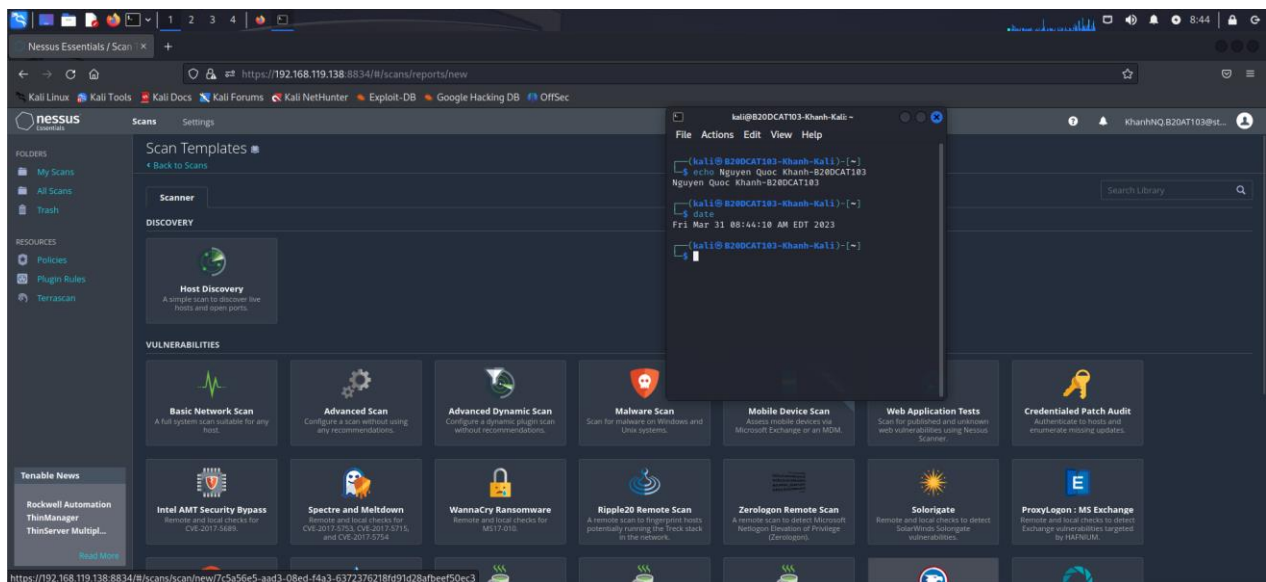 1 2 3 4
8:44
Nessus Essentials / Scan T
https://192.168.119.138:8834/#/scans/reports/new
Kali Linux Kali Tools Kali Docs Kali Forums Kali NetHunter Exploit-DB Google Hacking DB OffSec
nessus
Essentials
Scans Settings
KhanhNQ.B20AT103@st...
FOLDERS
My Scans
All Scans
Trash
RESOURCES
Policies
Plugin Rules
Terrascan
Tenable News
Rockwell Automation
ThinManager
ThinServer Multipl...
Read More
Scan Templates
Back to Scans
Scanner
Search Library
DISCOVERY
Host Discovery
A simple scan to discover live
hosts and open ports.
VULNERABILITIES
Basic Network Scan
A full system scan suitable for any
host.
Advanced Scan
Configure a scan without using
any recommendations.
Advanced Dynamic Scan
Configure a dynamic plugin scan
without recommendations.
Malware Scan
Scan for malware on Windows and
Unix systems.
Mobile Device Scan
Assess mobile devices via
Microsoft Exchange or an MDM.
Web Application Tests
Scan for published and unknown
web vulnerabilities using Nessus
Scanner.
Credentialed Patch Audit
Authenticate to hosts and
enumerate missing updates.
Intel AMT Security Bypass
Remote and local checks for
CVE-2017-5689.
Spectre and Meltdown
Remote and local checks for
CVE-2017-5753, CVE-2017-5715,
and CVE-2017-5754
WannaCry Ransomware
Remote and local checks for
MS17-010.
Ripple20 Remote Scan
A remote scan to fingerprint hosts
potentially running the Treck stack
in the network.
Zerologon Remote Scan
A remote scan to detect Microsoft
Netlogon Elevation of Privilege
(Zerologon).
Solorigate
Remote and local checks to detect
SolarWinds Solorigate
vulnerabilities.
ProxyLogon : MS Exchange
Remote and local checks to detect
Exchange vulnerabilities targeted
by HAFNIUM.
kali@B20DCAT103-Khanh-Kali: ~
File Actions Edit View Help
(kali㉿B20DCAT103-Khanh-Kali)-[~]
$ echo Nguyen Quoc Khanh-B20DCAT103
Nguyen Quoc Khanh-B20DCAT103
(kali㉿B20DCAT103-Khanh-Kali)-[~]
$ date
Fri Mar 31 08:44:10 AM EDT 2023
(kali㉿B20DCAT103-Khanh-Kali)-[~]
$
https://192.168.119.138:8834/#/scans/scan/new/7c5a56e5-aad3-08ed-f4a3-6372376218fd91d28afbeef50ec3